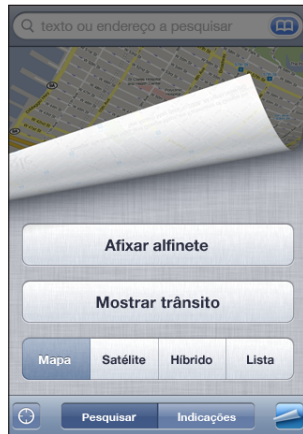 texto ou endereço a pesquisar
Afixar alfinete
Mostrar trânsito
Mapa Satélite Híbrido Lista
Pesquisar Indicações